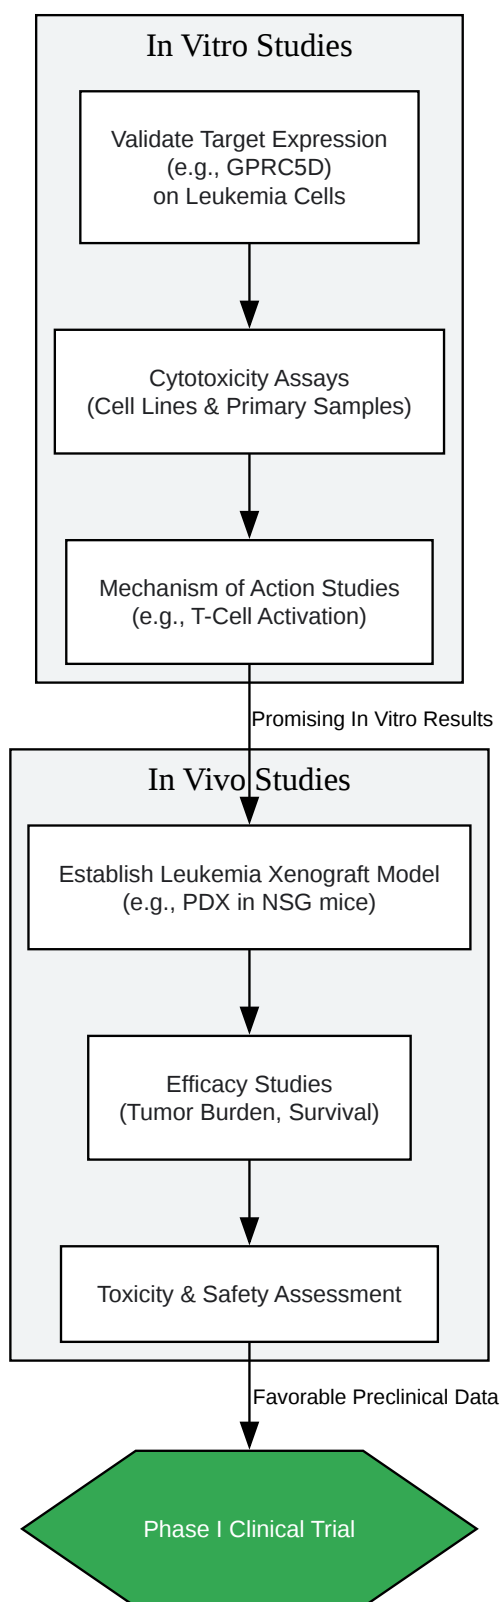 In Vitro Studies
Validate Target Expression
(e.g., GPRC5D)
on Leukemia Cells
Cytotoxicity Assays
(Cell Lines & Primary Samples)
Mechanism of Action Studies
(e.g., T-Cell Activation)
Promising In Vitro Results
In Vivo Studies
Establish Leukemia Xenograft Model
(e.g., PDX in NSG mice)
Efficacy Studies
(Tumor Burden, Survival)
Toxicity & Safety Assessment
Favorable Preclinical Data
Phase I Clinical Trial